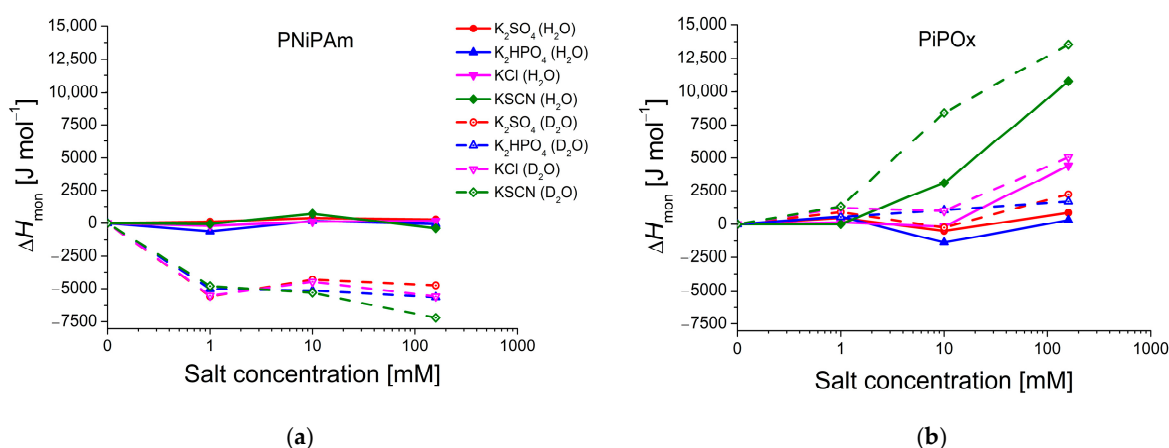 PNiPAm
15,000
12,500
10,000
7500
5000
2500
0
−2500
−5000
−7500
ΔH_mon [J mol⁻¹]
0 1 10 100 1000
Salt concentration [mM]
K₂SO₄ (H₂O)
K₂HPO₄ (H₂O)
KCl (H₂O)
KSCN (H₂O)
K₂SO₄ (D₂O)
K₂HPO₄ (D₂O)
KCl (D₂O)
KSCN (D₂O)
(a)
PiPOx
15,000
12,500
10,000
7500
5000
2500
0
−2500
−5000
−7500
ΔH_mon [J mol⁻¹]
0 1 10 100 1000
Salt concentration [mM]
(b)